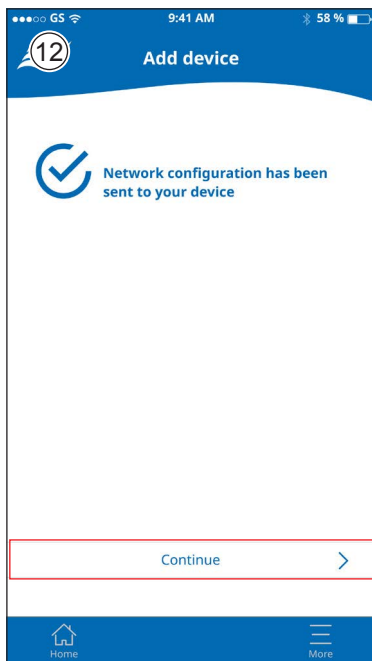 ●●●○○ GS 9:41 AM 58 %
12
Add device
Network configuration has been
sent to your device
Continue
Home More